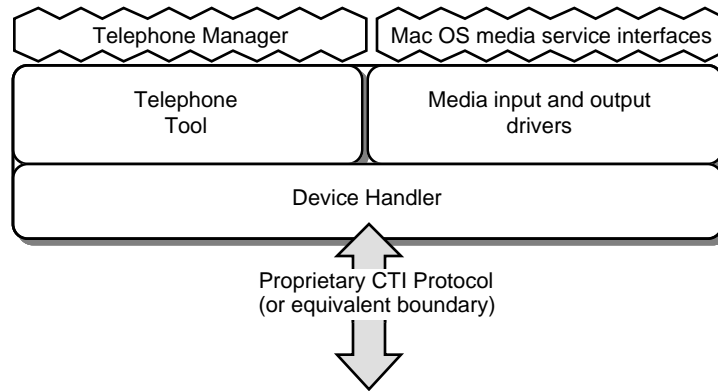 Telephone Manager
Mac OS media service interfaces
Telephone
Tool
Media input and output
drivers
Device Handler
Proprietary CTI Protocol
(or equivalent boundary)